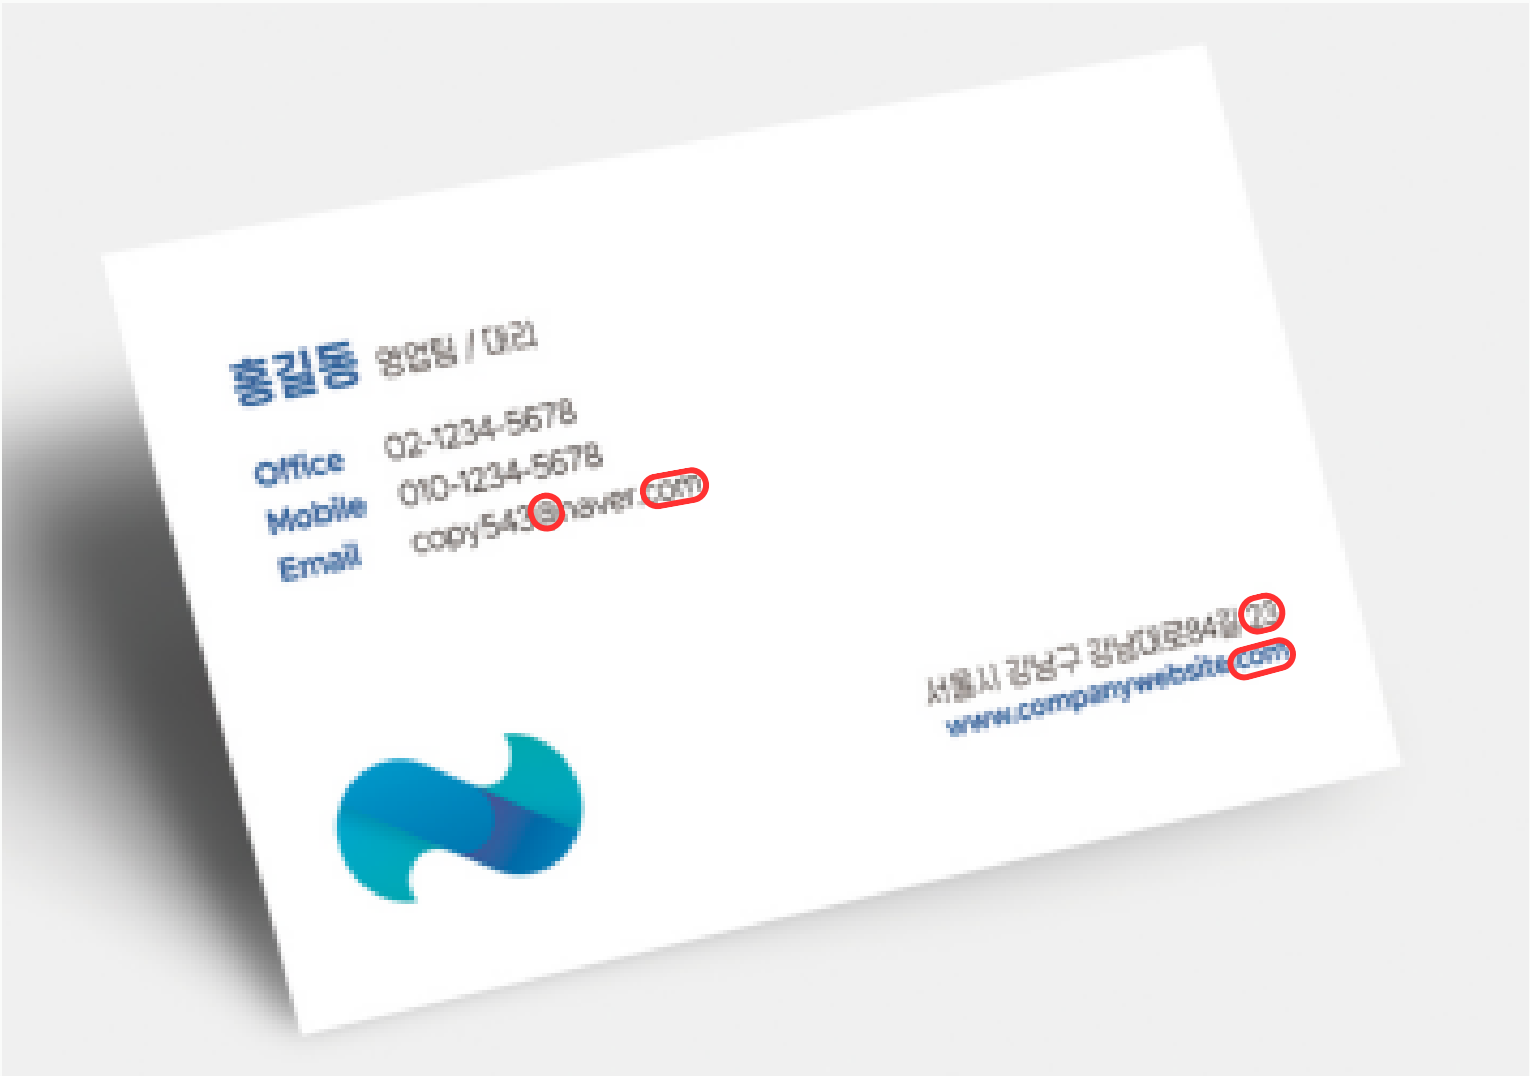 홍길동 영업팀 / 대리
Office 02-1234-5678
Mobile 010-1234-5678
Email copy543@naver.com
서울시 강남구 강남대로94길 23
www.companywebsite.com